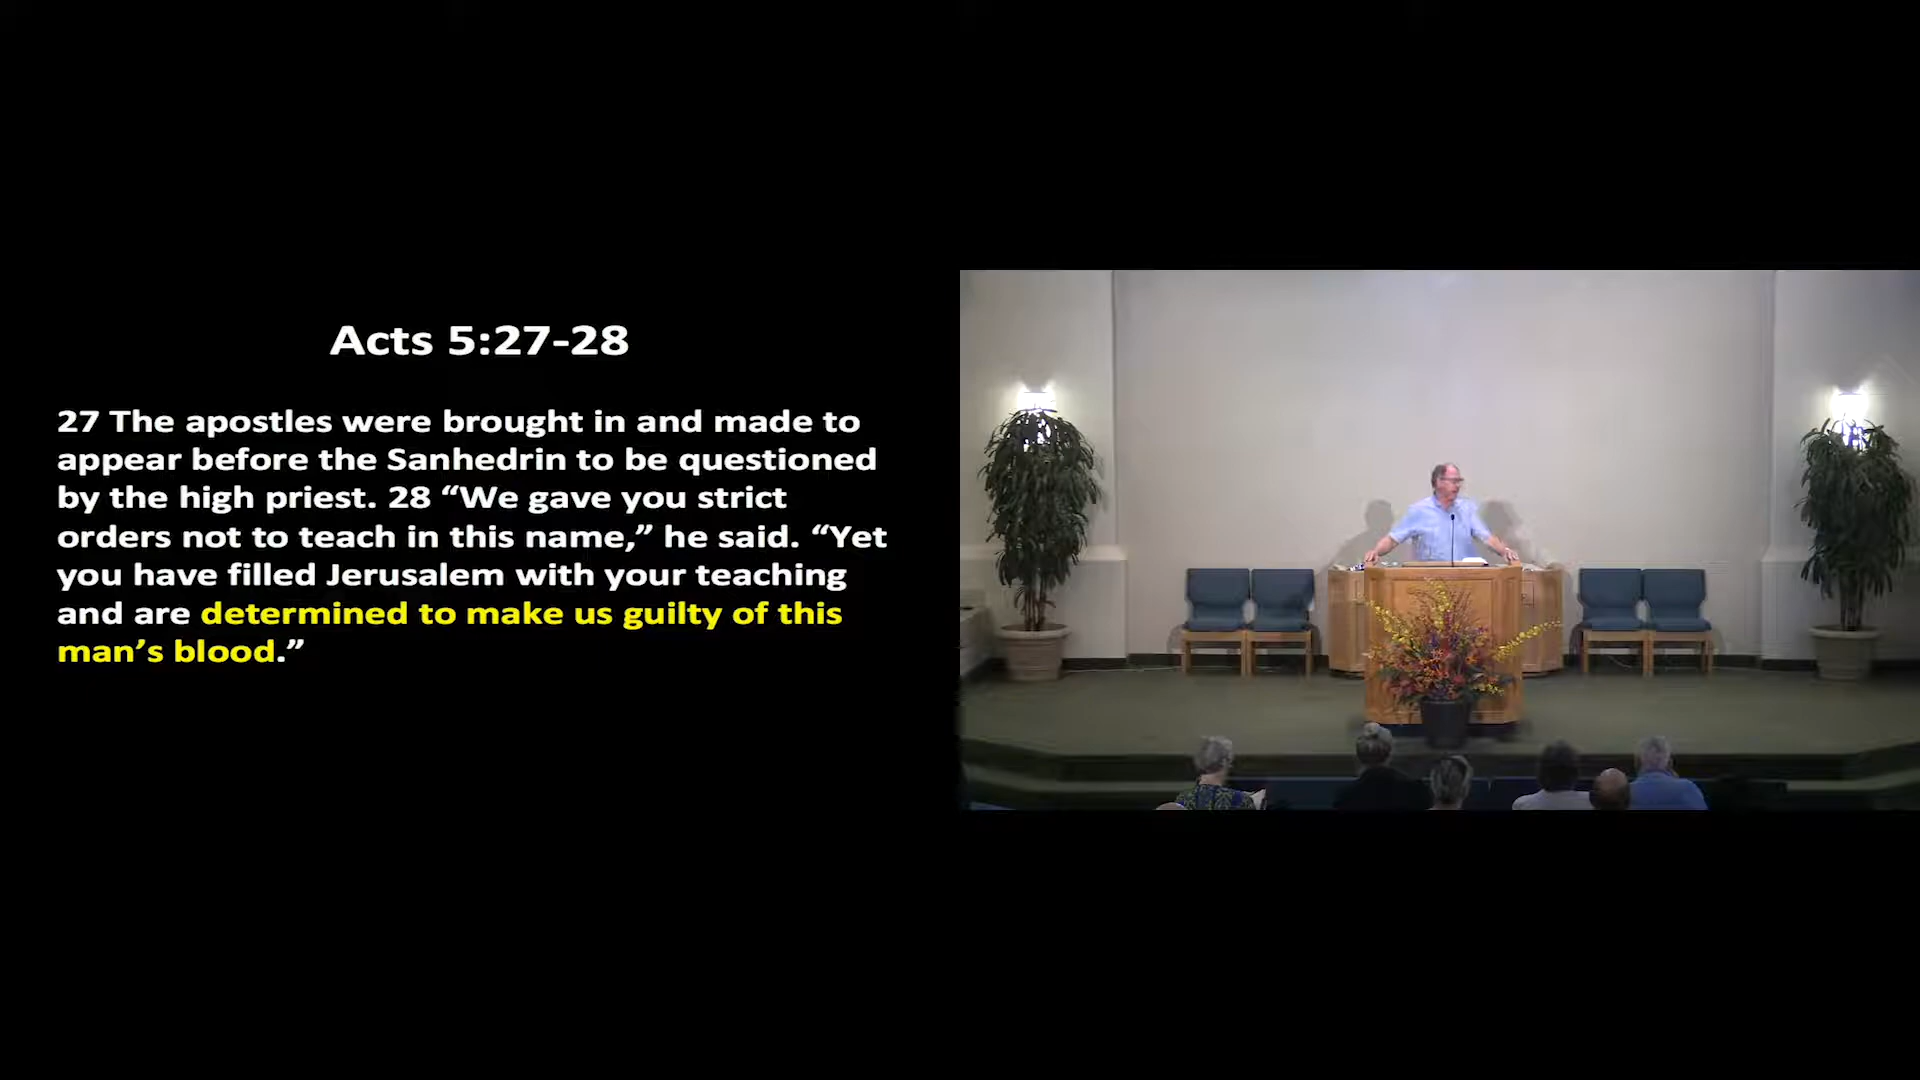 Acts 5:27-28
27 The apostles were brought in and made to
appear before the Sanhedrin to be questioned
by the high priest. 28 “We gave you strict
orders not to teach in this name,” he said. “Yet
you have filled Jerusalem with your teaching
and are determined to make us guilty of this
man’s blood.”